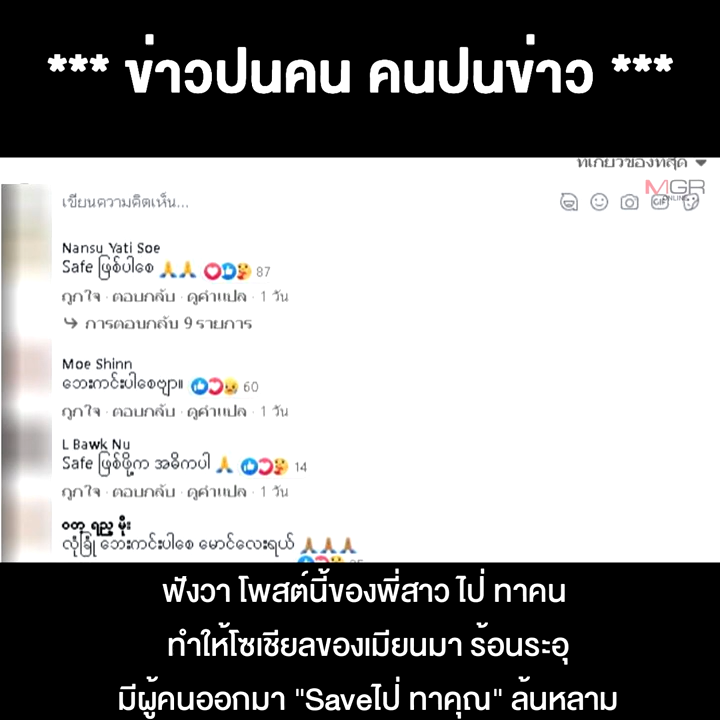 *** ข่าวปนคน คนปนข่าว ***
ที่เกี่ยวข้องที่สุด
MGR
ONLINE
เขียนความคิดเห็น...
GIF
Nansu Yati Soe
Safe ဖြစ်ပါစေ 🙏🙏 87
ถูกใจ · ตอบกลับ · ดูคำแปล · 1 วัน
การตอบกลับ 9 รายการ
Moe Shinn
ဘေးကင်းပါစေဗျာ။ 60
ถูกใจ · ตอบกลับ · ดูคำแปล · 1 วัน
L Bawk Nu
Safe ဖြစ်ဖို့က အဓိကပါ 🙏 14
ถูกใจ · ตอบกลับ · ดูคำแปล · 1 วัน
လုံခြုံ ဘေးကင်းပါစေ မောင်လေးရယ် 🙏🙏🙏
ฟังวา โพสต์นี้ของพี่สาว ไป่ ทาคน
ทำให้โซเชียลของเมียนมา ร้อนระอุ
มีผู้คนออกมา "Saveไป่ ทาคุณ" ล้นหลาม